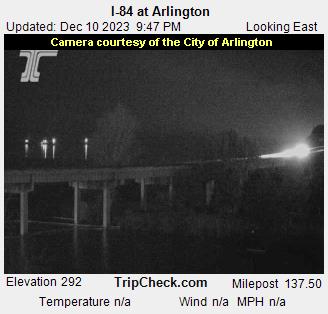 I-84 at Arlington
Updated: Dec 10 2023 9:47 PM Looking East
Camera courtesy of the City of Arlington
Elevation 292 TripCheck.com Milepost 137.50
Temperature n/a Wind n/a MPH n/a